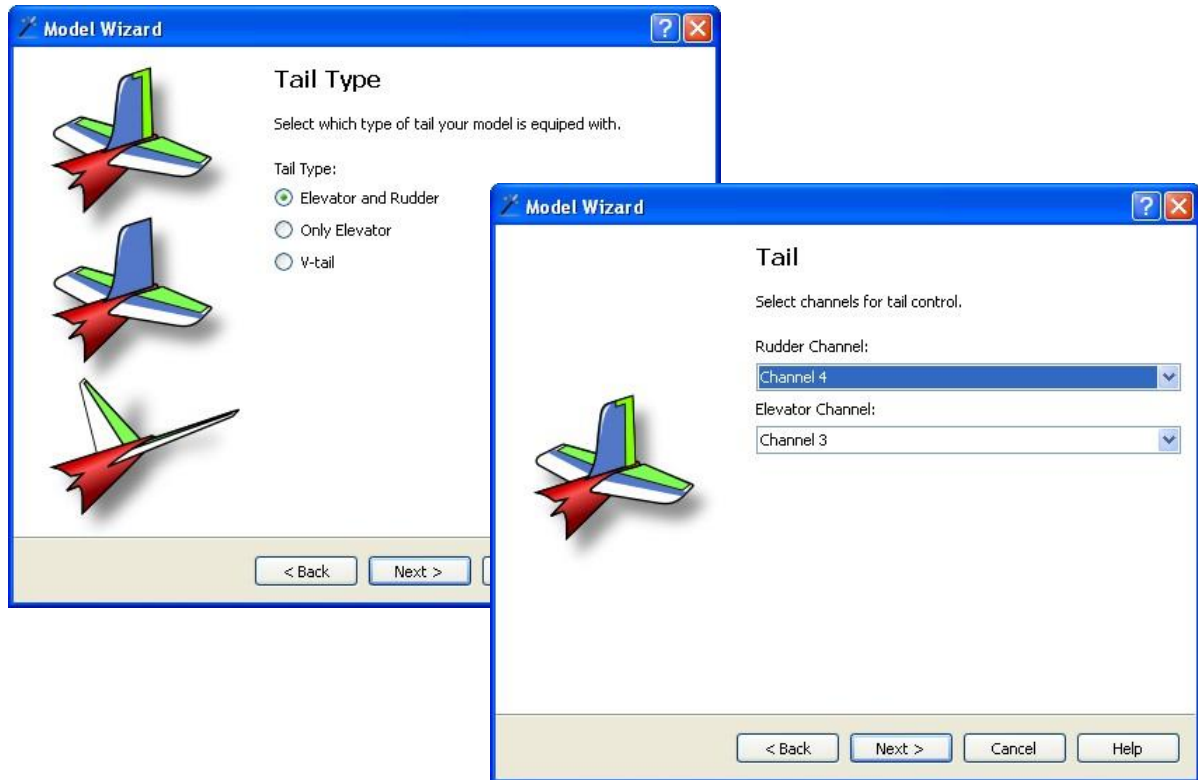 Model Wizard
Tail Type
Select which type of tail your model is equiped with.
Tail Type:
Elevator and Rudder
Only Elevator
V-tail
< Back
Next >
Model Wizard
Tail
Select channels for tail control.
Rudder Channel:
Channel 4
Elevator Channel:
Channel 3
< Back
Next >
Cancel
Help